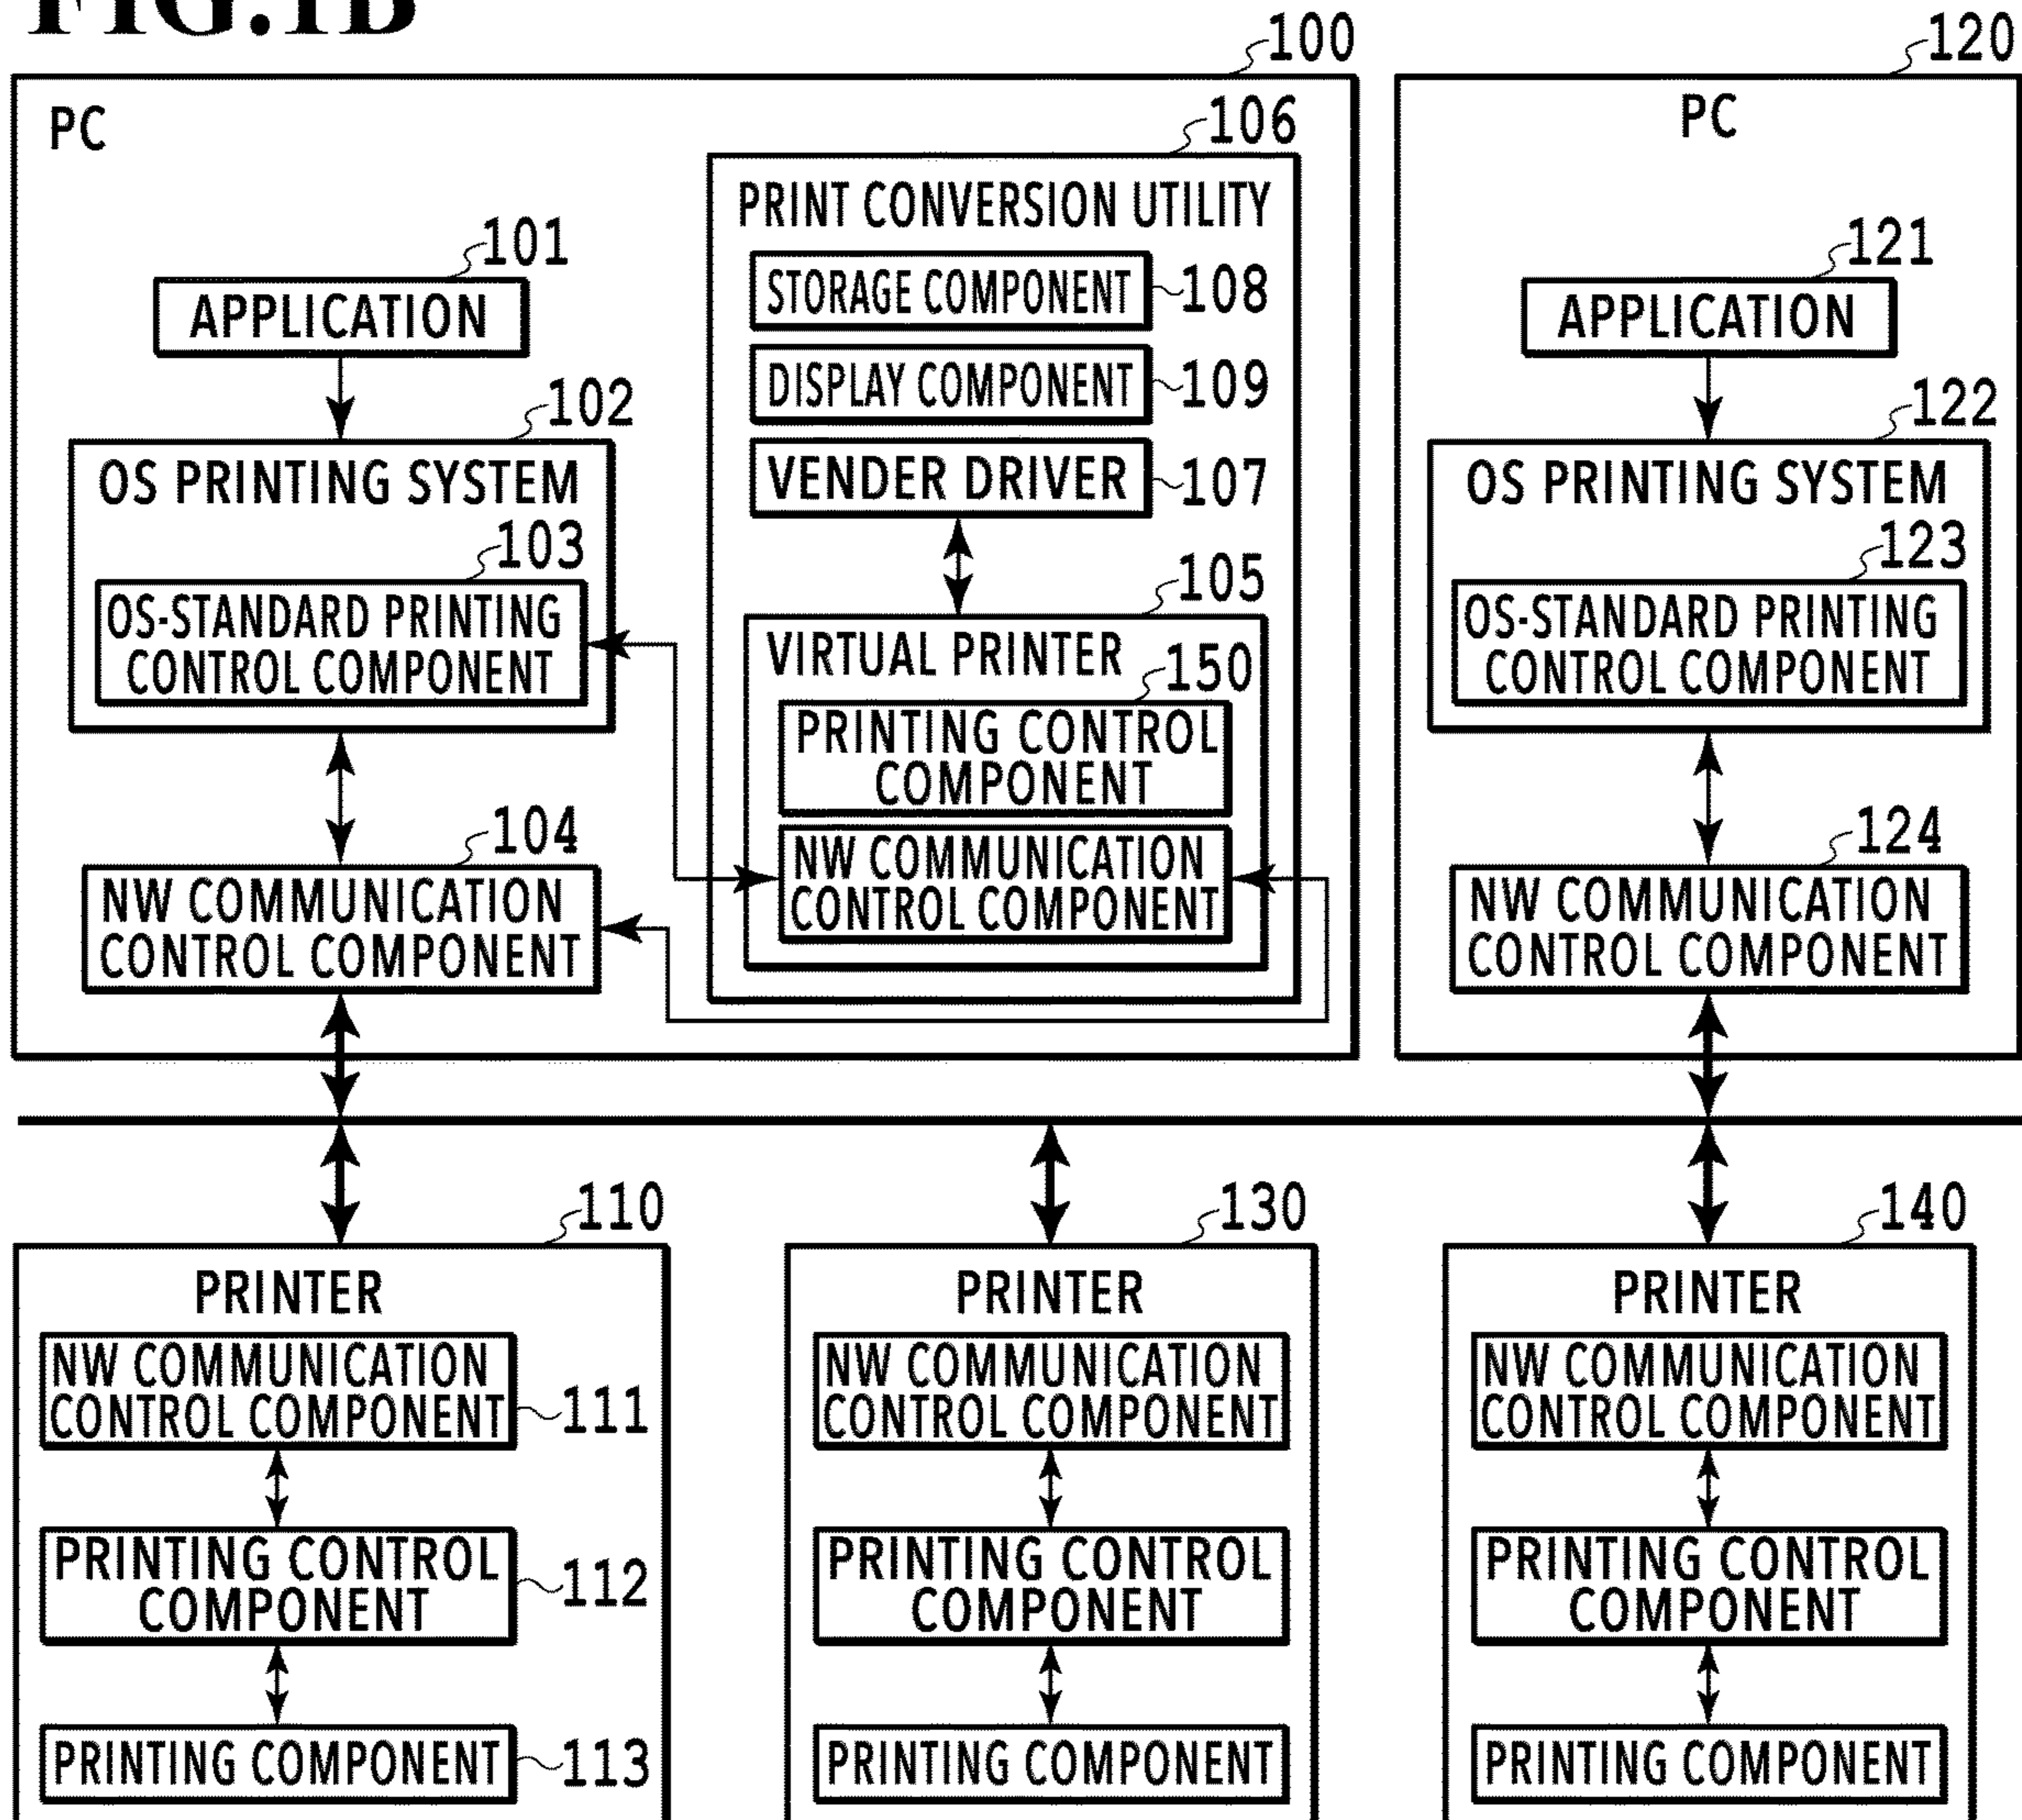 FIG.1B
100
PC
101
APPLICATION
102
OS PRINTING SYSTEM
103
OS-STANDARD PRINTING
CONTROL COMPONENT
104
NW COMMUNICATION
CONTROL COMPONENT
106
PRINT CONVERSION UTILITY
STORAGE COMPONENT
108
DISPLAY COMPONENT
109
VENDER DRIVER
107
105
VIRTUAL PRINTER
150
PRINTING CONTROL
COMPONENT
NW COMMUNICATION
CONTROL COMPONENT
120
PC
121
APPLICATION
122
OS PRINTING SYSTEM
123
OS-STANDARD PRINTING
CONTROL COMPONENT
124
NW COMMUNICATION
CONTROL COMPONENT
110
PRINTER
NW COMMUNICATION
CONTROL COMPONENT
111
PRINTING CONTROL
COMPONENT
112
PRINTING COMPONENT
113
130
PRINTER
NW COMMUNICATION
CONTROL COMPONENT
PRINTING CONTROL
COMPONENT
PRINTING COMPONENT
140
PRINTER
NW COMMUNICATION
CONTROL COMPONENT
PRINTING CONTROL
COMPONENT
PRINTING COMPONENT